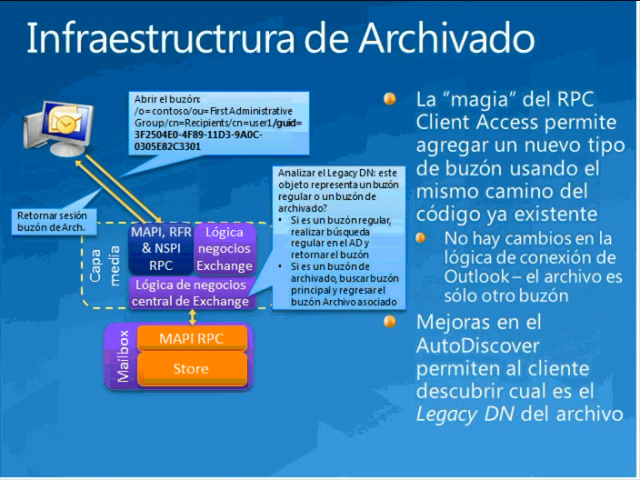 Infraestructrura de Archivado
Abrir el buzón:
/o= contoso/ou=First Administrative
Group/cn=Recipients/cn=user1/guid=
3F2504E0-4F89-11D3-9A0C-
0305E82C3301
Retornar sesión
buzón de Arch.
Analizar el Legacy DN: este
objeto representa un buzón
regular o un buzón de
archivado?
• Si es un buzón regular,
realizar búsqueda
regular en el AD y
retornar el buzón
• Si es un buzón de
archivado, buscar buzón
principal y regresar el
buzón Archivo asociado
Capa
media
MAPI, RFR
& NSPI
RPC
Lógica
negocios
Exchange
Lógica de negocios
central de Exchange
Mailbox
MAPI RPC
Store
La "magia" del RPC
Client Access permite
agregar un nuevo tipo
de buzón usando el
mismo camino del
código ya existente
No hay cambios en la
lógica de conexión de
Outlook – el archivo es
sólo otro buzón
Mejoras en el
AutoDiscover
permiten al cliente
descubrir cual es el
Legacy DN del archivo